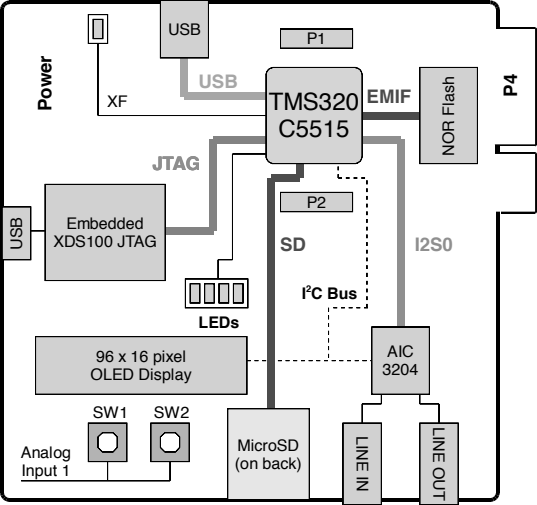 USB
P1
Power
XF
USB
TMS320
C5515
EMIF
NOR Flash
P4
JTAG
Embedded
XDS100 JTAG
USB
P2
SD
I2S0
I²C Bus
LEDs
96 x 16 pixel
OLED Display
AIC
3204
SW1
SW2
Analog
Input 1
MicroSD
(on back)
LINE IN
LINE OUT